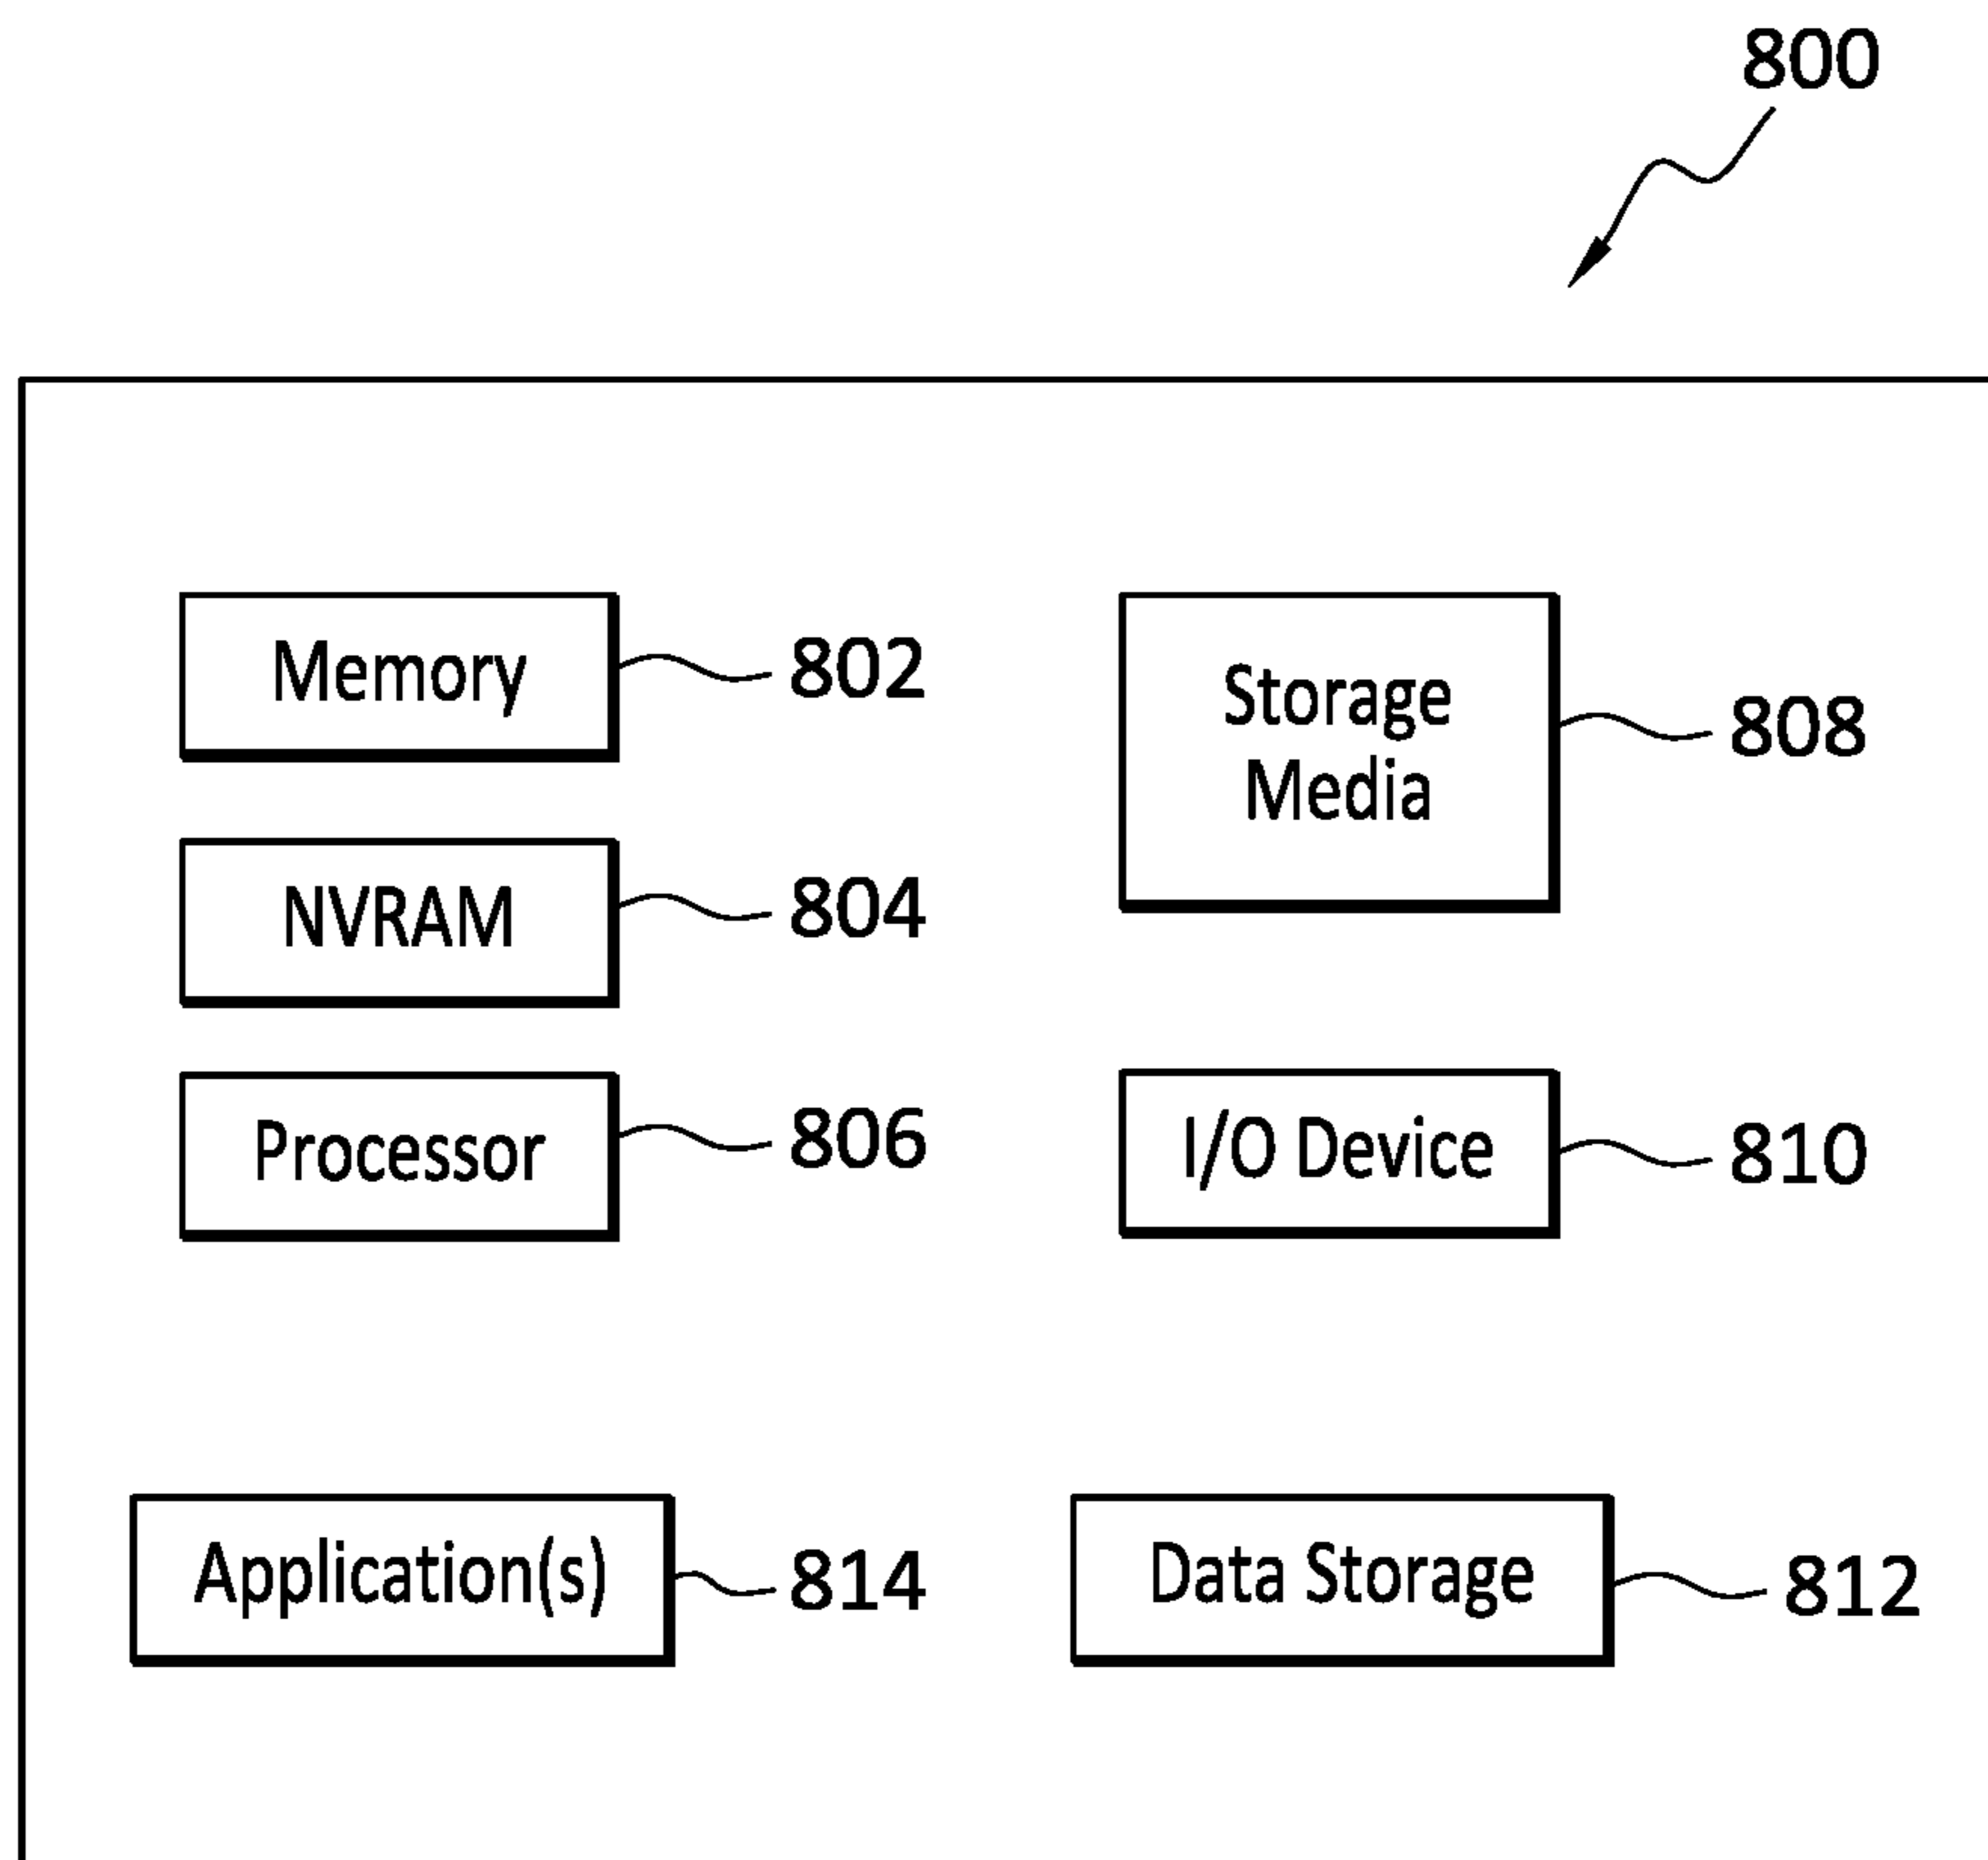 800
Memory
802
Storage
Media
808
NVRAM
804
Processor
806
I/O Device
810
Application(s)
814
Data Storage
812